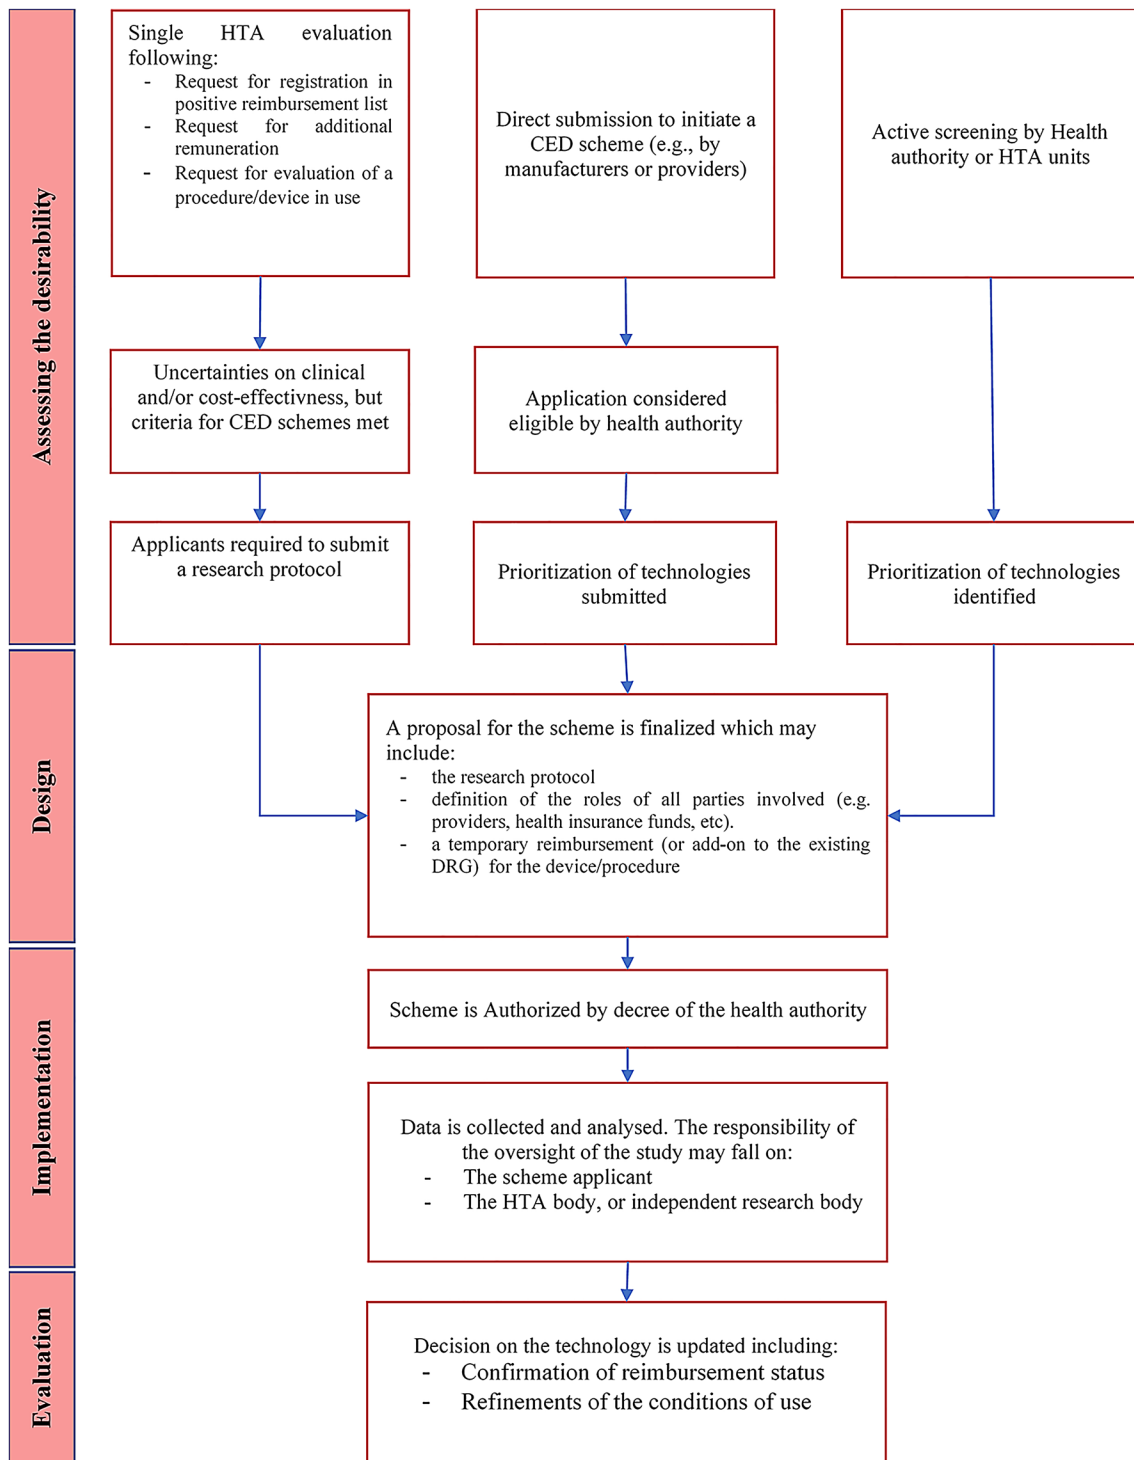 Assessing the desirability
Single HTA evaluation
following:
- Request for registration in
positive reimbursement list
- Request for additional
remuneration
- Request for evaluation of a
procedure/device in use
Direct submission to initiate a
CED scheme (e.g., by
manufacturers or providers)
Active screening by Health
authority or HTA units
Uncertainties on clinical
and/or cost-effectivness, but
criteria for CED schemes met
Application considered
eligible by health authority
Applicants required to submit
a research protocol
Prioritization of technologies
submitted
Prioritization of technologies
identified
Design
A proposal for the scheme is finalized which may
include:
- the research protocol
- definition of the roles of all parties involved (e.g.
providers, health insurance funds, etc).
- a temporary reimbursement (or add-on to the existing
DRG) for the device/procedure
Implementation
Scheme is Authorized by decree of the health authority
Data is collected and analysed. The responsibility of
the oversight of the study may fall on:
- The scheme applicant
- The HTA body, or independent research body
Evaluation
Decision on the technology is updated including:
- Confirmation of reimbursement status
- Refinements of the conditions of use